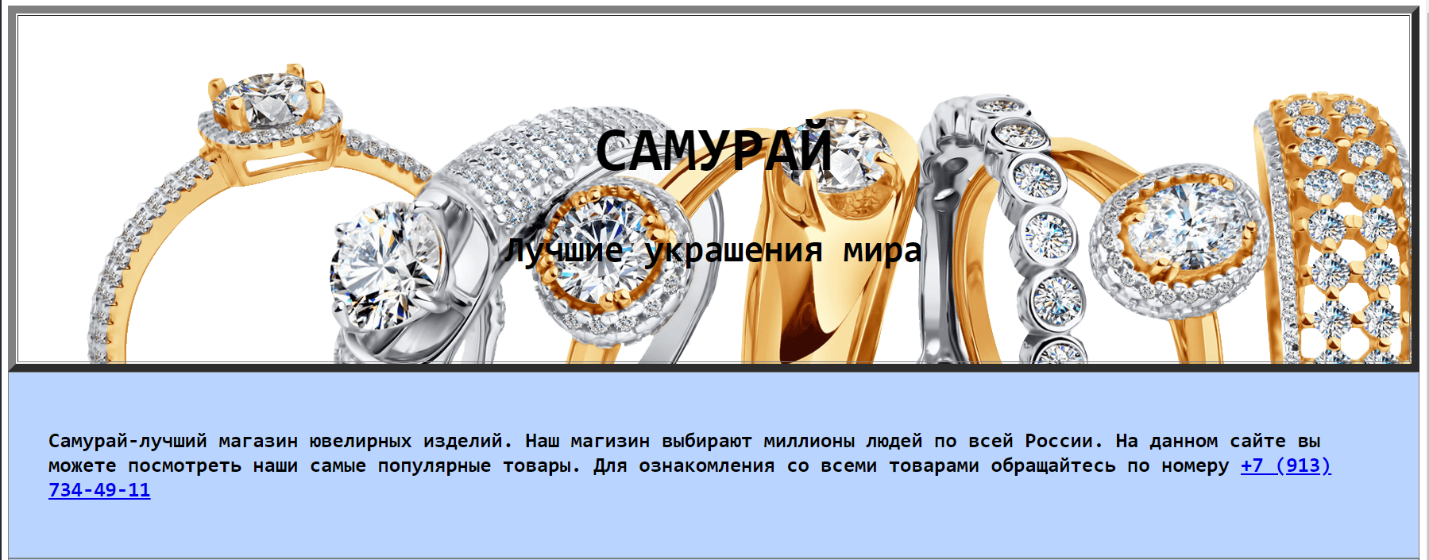 САМУРАЙ
Лучшие украшения мира
Самурай-лучший магазин ювелирных изделий. Наш магизин выбирают миллионы людей по всей России. На данном сайте вы
можете посмотреть наши самые популярные товары. Для ознакомления со всеми товарами обращайтесь по номеру +7 (913)
734-49-11